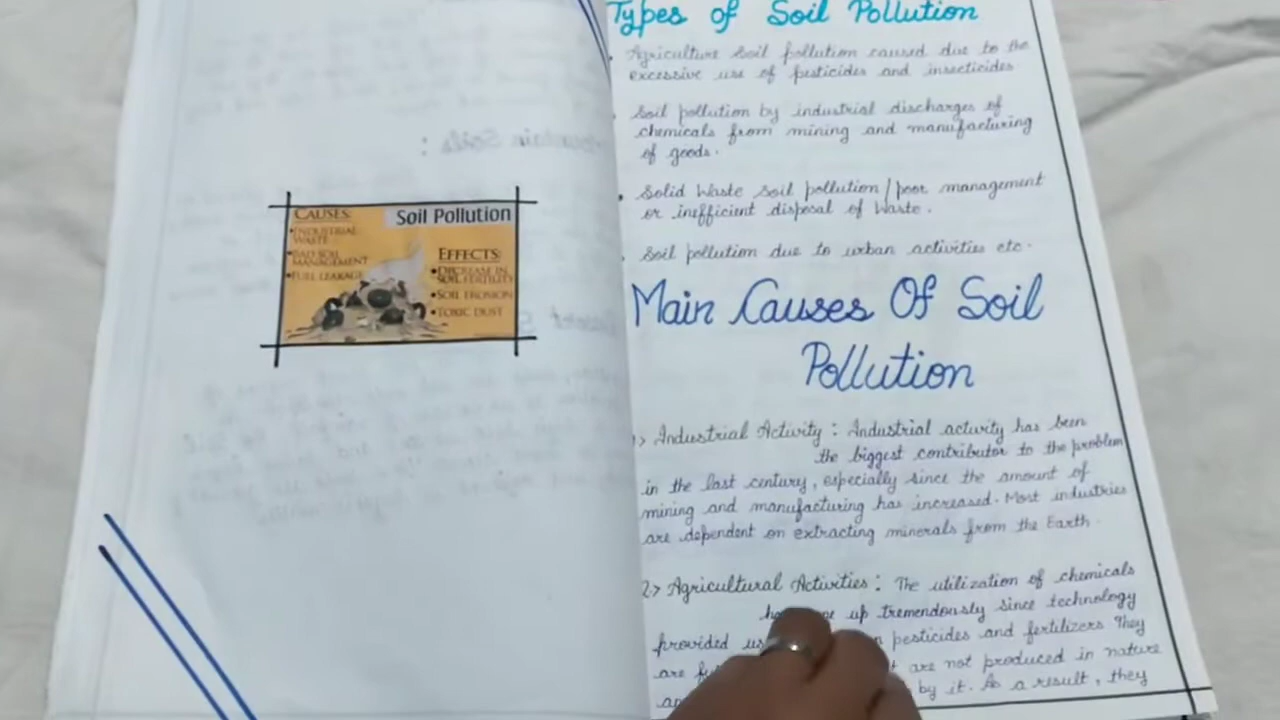 CAUSES:
•INDUSTRIAL WASTE
•BAD SOIL MANAGEMENT
•FUEL LEAKAGE
Soil Pollution
EFFECTS:
•DECREASE IN SOIL FERTILITY
•SOIL EROSION
•TOXIC DUST
Types of Soil Pollution
• Agriculture soil pollution caused due to the
excessive use of pesticides and insecticides
• Soil pollution by industrial discharges of
chemicals from mining and manufacturing
of goods.
• Solid Waste soil pollution/poor management
or inefficient disposal of Waste.
• Soil pollution due to urban activities etc.
Main Causes Of Soil
Pollution
1> Industrial Activity : Industrial activity has been
the biggest contributor to the problem
in the last century, especially since the amount of
mining and manufacturing has increased. Most industries
are dependent on extracting minerals from the Earth.
2> Agricultural Activities : The utilization of chemicals
up tremendously since technology
provided us pesticides and fertilizers They
are are not produced in nature
by it. As a result, they